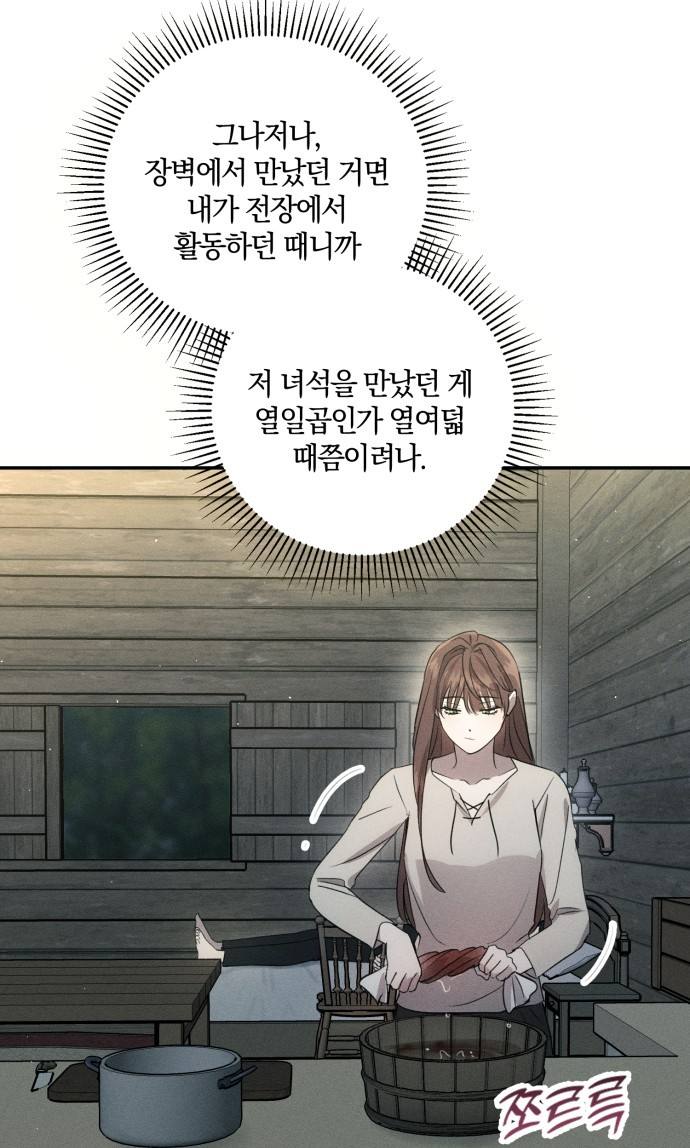 그나저나,
장벽에서 만났던 거면
내가 전장에서
활동하던 때니까
저 녀석을 만났던 게
열일곱인가 열여덟
때쯤이려나.
쪼르륵